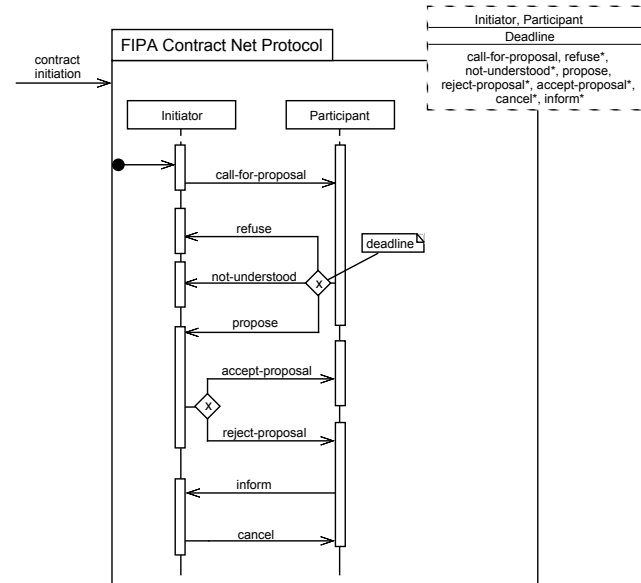 FIPA Contract Net Protocol
Initiator, Participant
Deadline
call-for-proposal, refuse*,
not-understood*, propose,
reject-proposal*, accept-proposal*,
cancel*, inform*
contract
initiation
Initiator
Participant
call-for-proposal
refuse
deadline
not-understood
x
propose
accept-proposal
x
reject-proposal
inform
cancel